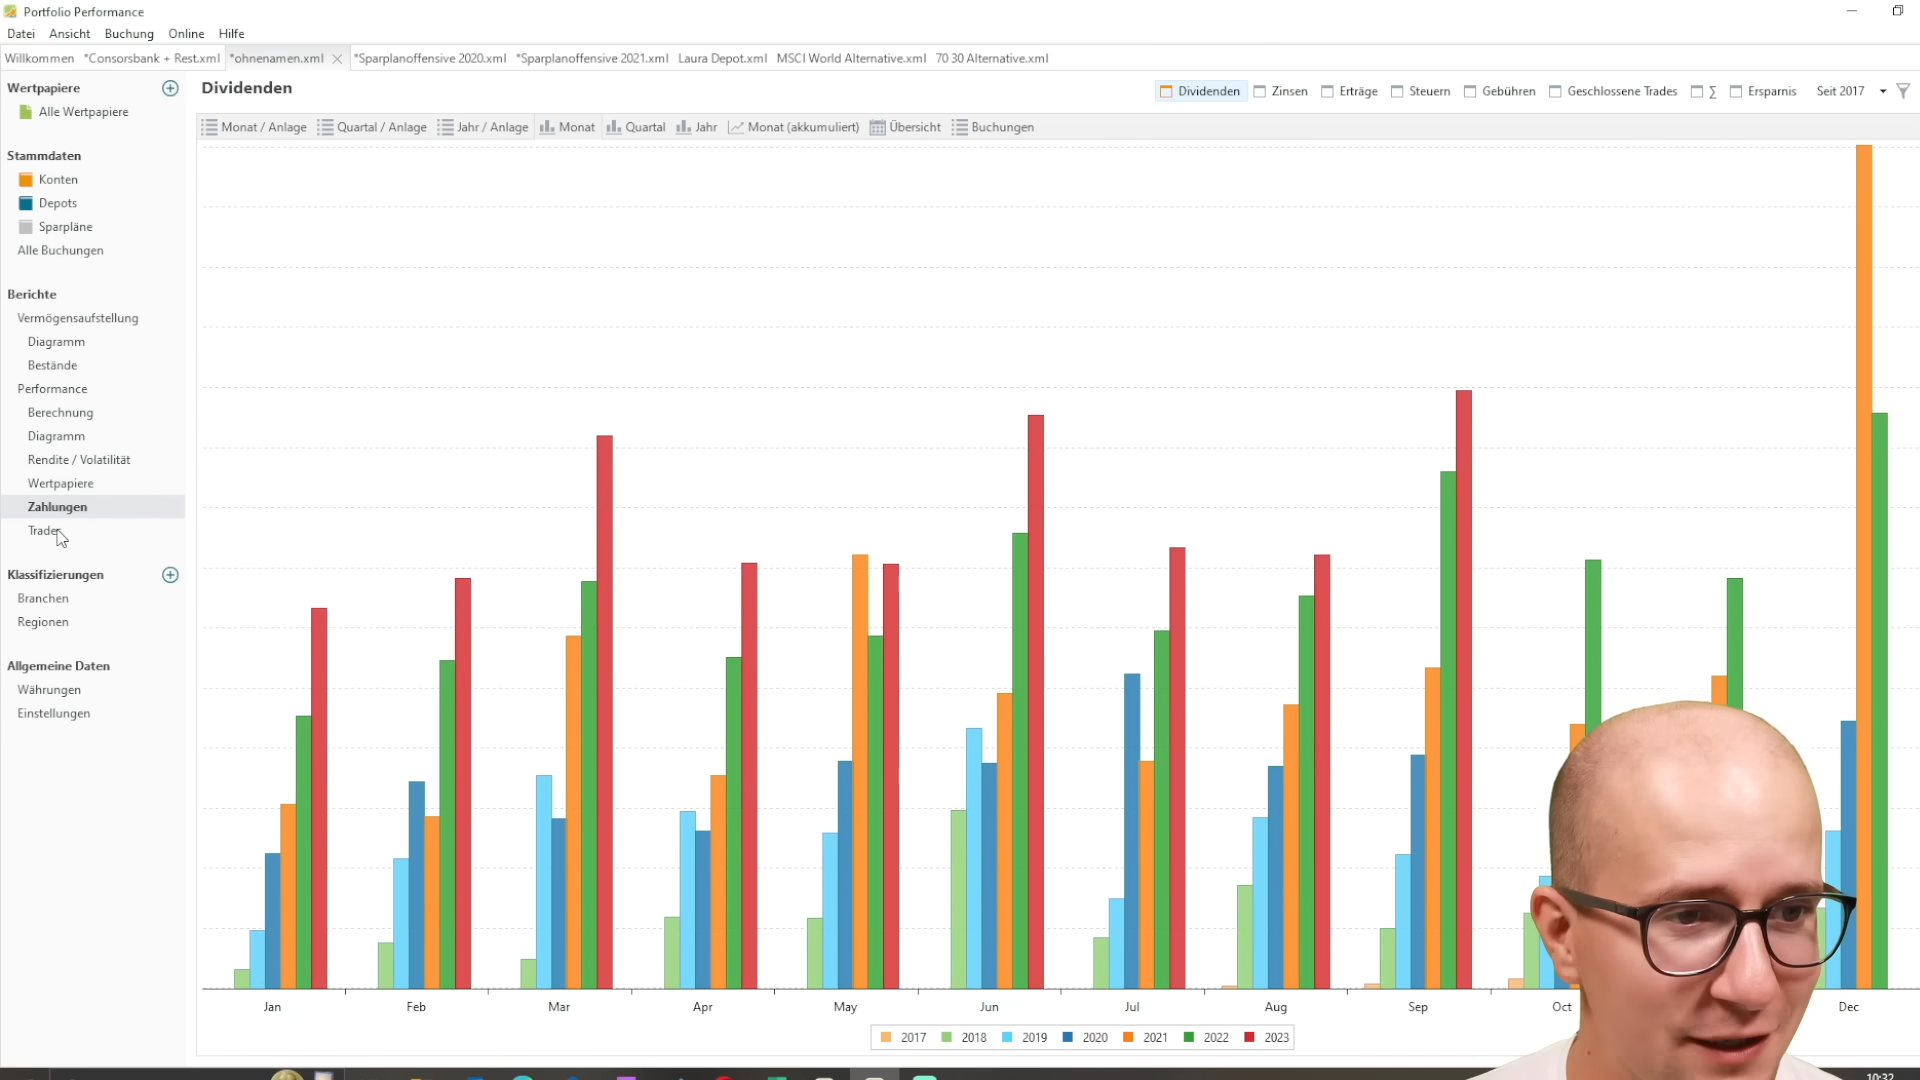 Portfolio Performance
Datei Ansicht Buchung Online Hilfe
Willkommen *Consorsbank + Rest.xml *ohnenamen.xml *Sparplanoffensive 2020.xml *Sparplanoffensive 2021.xml Laura Depot.xml MSCI World Alternative.xml 70 30 Alternative.xml
Wertpapiere
Alle Wertpapiere
Stammdaten
Konten
Depots
Sparpläne
Alle Buchungen
Berichte
Vermögensaufstellung
Diagramm
Bestände
Performance
Berechnung
Diagramm
Rendite / Volatilität
Wertpapiere
Zahlungen
Trades
Klassifizierungen
Branchen
Regionen
Allgemeine Daten
Währungen
Einstellungen
Dividenden
Dividenden Zinsen Erträge Steuern Gebühren Geschlossene Trades ∑ Ersparnis Seit 2017
Monat / Anlage Quartal / Anlage Jahr / Anlage Monat Quartal Jahr Monat (akkumuliert) Übersicht Buchungen
Jan Feb Mar Apr May Jun Jul Aug Sep Oct Dec
2017 2018 2019 2020 2021 2022 2023
10:32